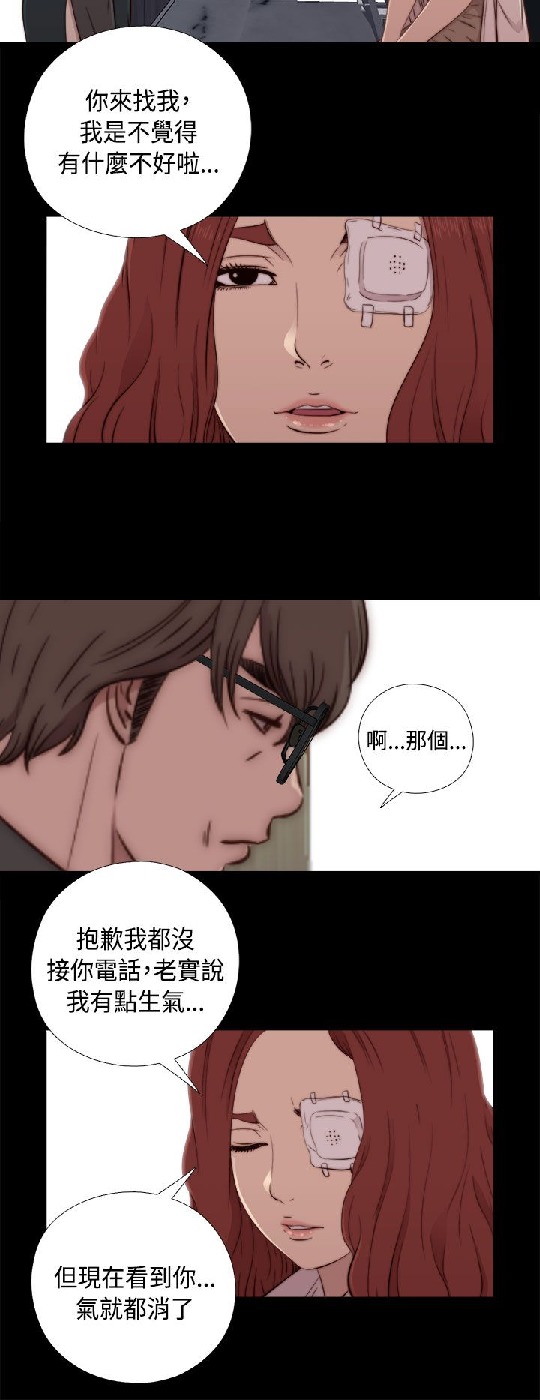 你來找我，
我是不覺得
有什麼不好啦...
啊...那個...
抱歉我都沒
接你電話，老實說
我有點生氣...
但現在看到你...
氣就都消了